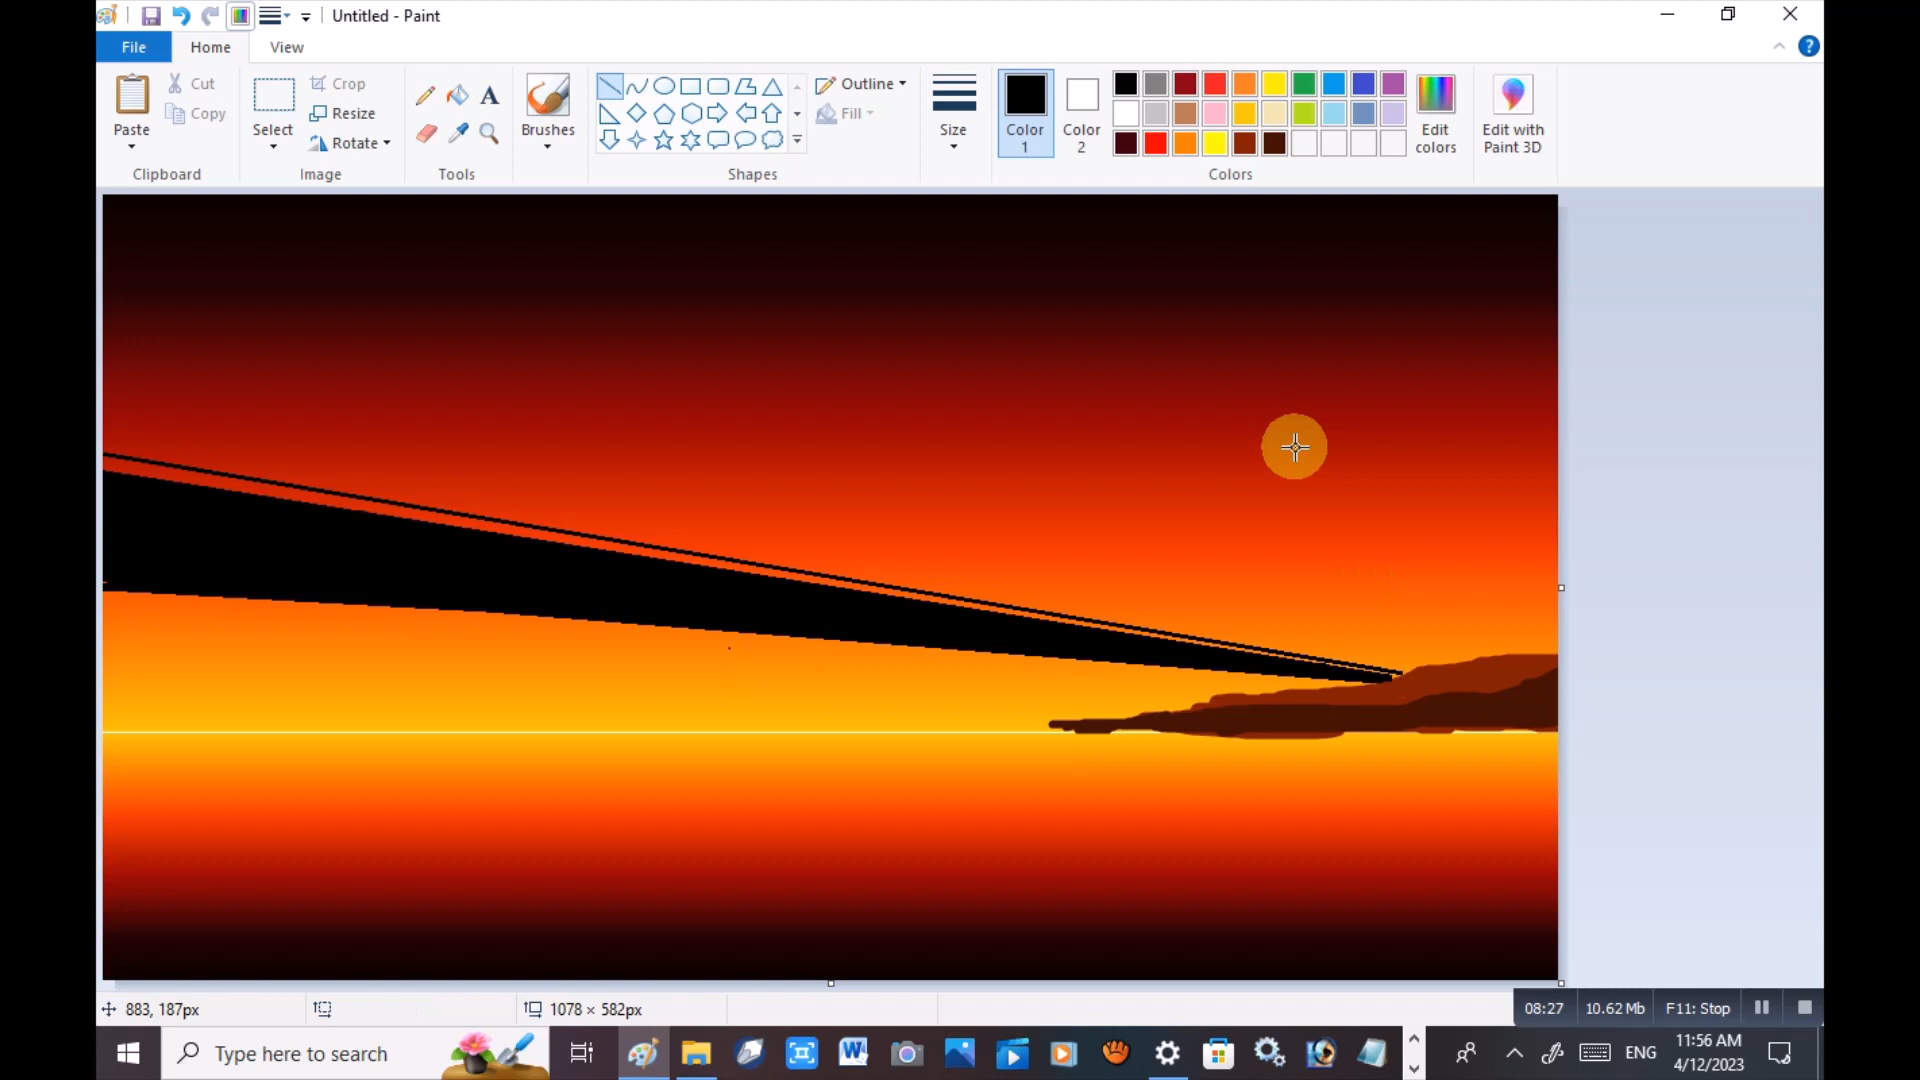 Untitled - Paint
File Home View
Paste
Cut
Copy
Clipboard
Select
Crop
Resize
Rotate
Image
Tools
Brushes
Shapes
Outline
Fill
Size
Color 1
Color 2
Edit colors
Edit with Paint 3D
Colors
883, 187px
1078 × 582px
08:27
10.62 Mb
F11: Stop
Type here to search
ENG
11:56 AM
4/12/2023